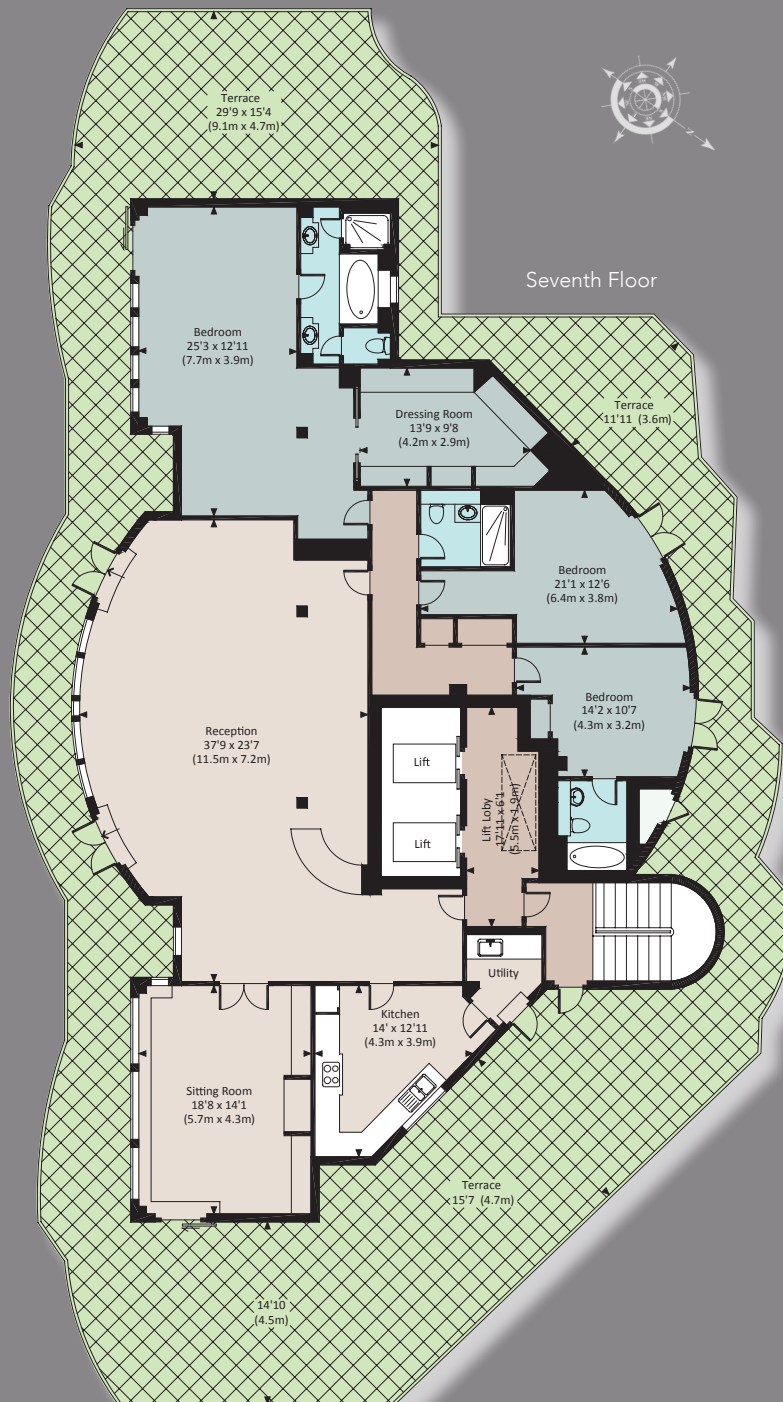 Terrace
29'9 x 15'4
(9.1m x 4.7m)
Seventh Floor
Bedroom
25'3 x 12'11
(7.7m x 3.9m)
Terrace
11'11 (3.6m)
Dressing Room
13'9 x 9'8
(4.2m x 2.9m)
Bedroom
21'1 x 12'6
(6.4m x 3.8m)
Bedroom
14'2 x 10'7
(4.3m x 3.2m)
Reception
37'9 x 23'7
(11.5m x 7.2m)
Lift
Lift
Lift Loby
17'11 x 6'1
(5.5m x 1.9m)
Utility
Kitchen
14' x 12'11
(4.3m x 3.9m)
Sitting Room
18'8 x 14'1
(5.7m x 4.3m)
Terrace
15'7 (4.7m)
14'10
(4.5m)